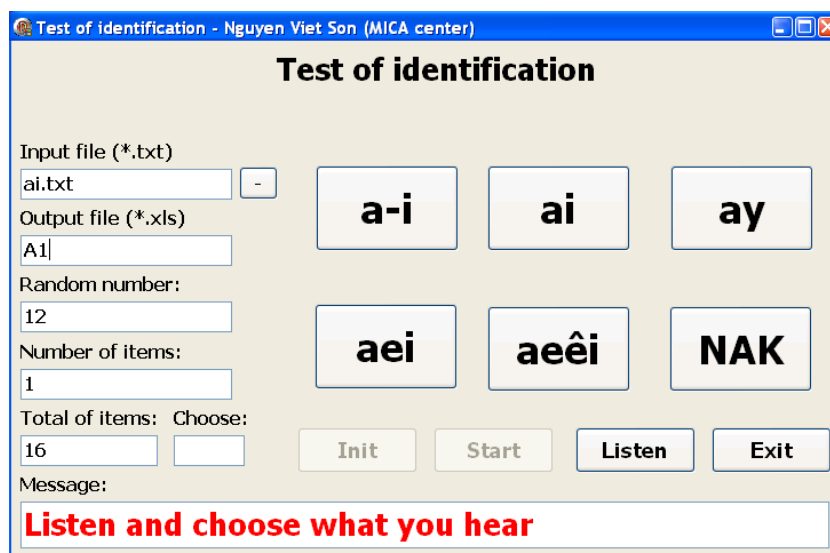 Test of identification - Nguyen Viet Son (MICA center)
Test of identification
Input file (*.txt)
ai.txt
-
Output file (*.xls)
A1
Random number:
12
Number of items:
1
Total of items: Choose:
16
a-i ai ay
aei aeêi NAK
Init Start Listen Exit
Message:
Listen and choose what you hear